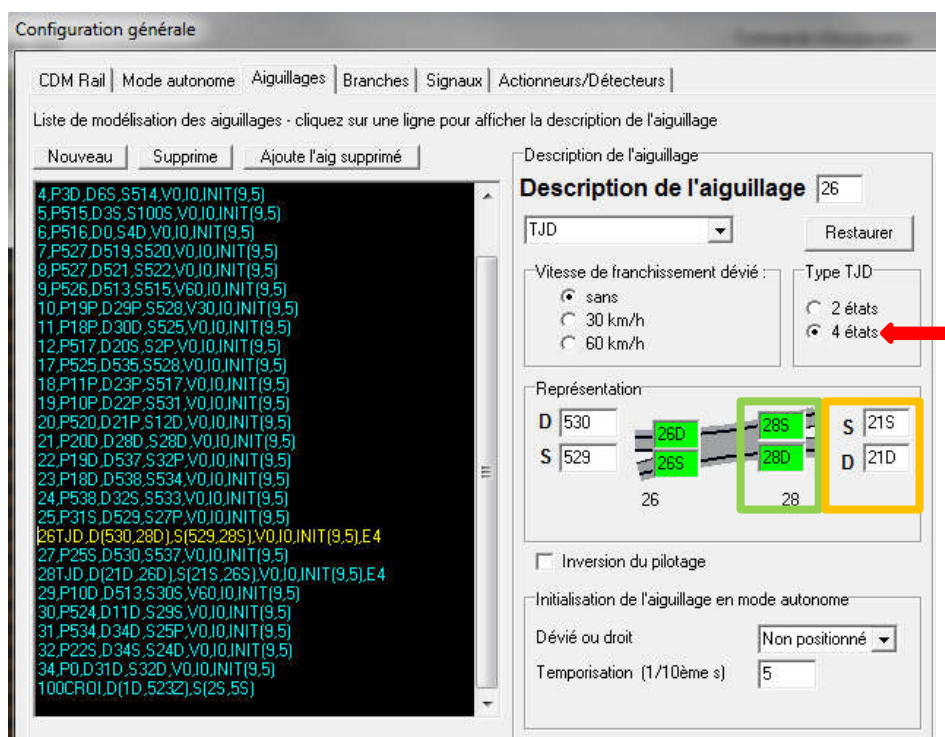 Configuration générale
CDM Rail Mode autonome Aiguillages Branches Signaux Actionneurs/Détecteurs
Liste de modélisation des aiguillages - cliquez sur une ligne pour afficher la description de l'aiguillage
Nouveau Supprime Ajoute l'aig supprimé
4,P3D,D6S,S514,V0,I0,INIT(9,5)
5,P515,D3S,S100S,V0,I0,INIT(9,5)
6,P516,D0,S4D,V0,I0,INIT(9,5)
7,P527,D519,S520,V0,I0,INIT(9,5)
8,P527,D521,S522,V0,I0,INIT(9,5)
9,P526,D513,S515,V60,I0,INIT(9,5)
10,P19P,D29P,S528,V30,I0,INIT(9,5)
11,P18P,D30D,S525,V0,I0,INIT(9,5)
12,P517,D20S,S2P,V0,I0,INIT(9,5)
17,P525,D535,S528,V0,I0,INIT(9,5)
18,P11P,D23P,S517,V0,I0,INIT(9,5)
19,P10P,D22P,S531,V0,I0,INIT(9,5)
20,P520,D21P,S12D,V0,I0,INIT(9,5)
21,P20D,D28D,S28D,V0,I0,INIT(9,5)
22,P19D,D537,S32P,V0,I0,INIT(9,5)
23,P18D,D538,S534,V0,I0,INIT(9,5)
24,P538,D32S,S533,V0,I0,INIT(9,5)
25,P31S,D529,S27P,V0,I0,INIT(9,5)
26TJD,D(530,28D),S(529,28S),V0,I0,INIT(9,5),E4
27,P25S,D530,S537,V0,I0,INIT(9,5)
28TJD,D(21D,26D),S(21S,26S),V0,I0,INIT(9,5),E4
29,P10D,D513,S30S,V60,I0,INIT(9,5)
30,P524,D11D,S29S,V0,I0,INIT(9,5)
31,P534,D34D,S25P,V0,I0,INIT(9,5)
32,P22S,D34S,S24D,V0,I0,INIT(9,5)
34,P0,D31D,S32D,V0,I0,INIT(9,5)
100CROI,D(1D,523Z),S(2S,5S)
Description de l'aiguillage
Description de l'aiguillage 26
TJD Restaurer
Vitesse de franchissement dévié :
sans
30 km/h
60 km/h
Type TJD
2 états
4 états
Représentation
D 530 26D 28S S 21S
S 529 26S 28D D 21D
26 28
Inversion du pilotage
Initialisation de l'aiguillage en mode autonome
Dévié ou droit Non positionné
Temporisation (1/10ème s) 5